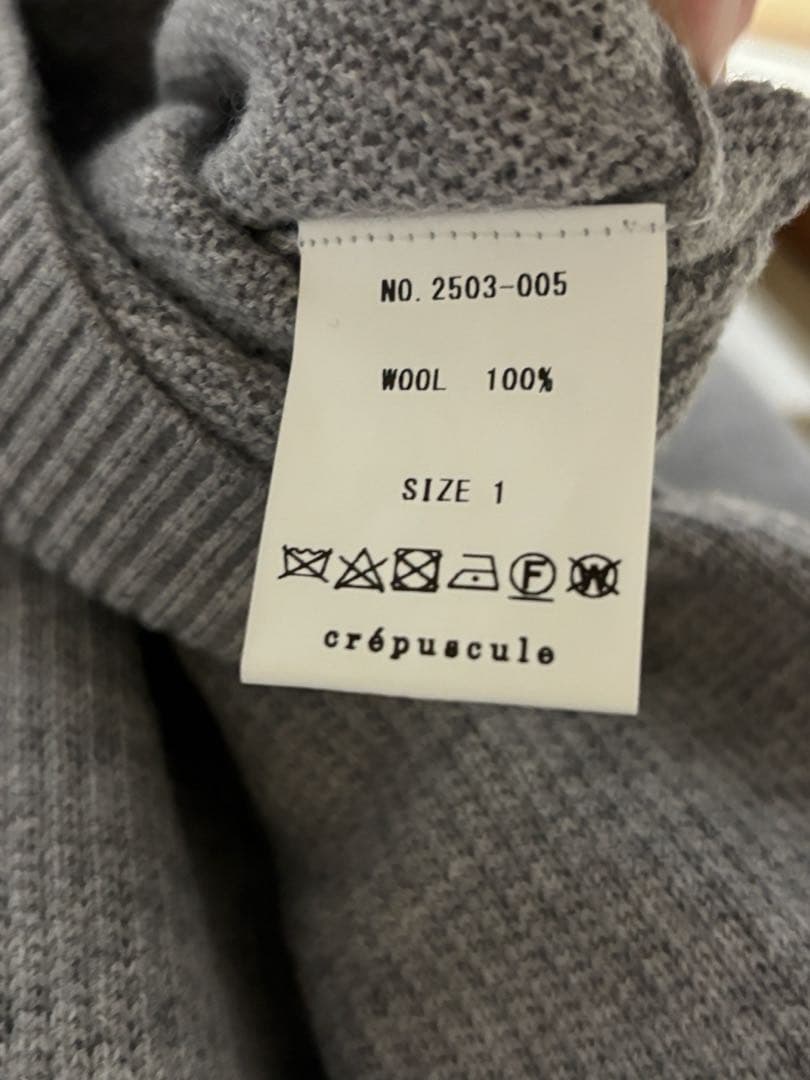 NO. 2503-005
WOOL 100%
SIZE 1
F W
crépuscule